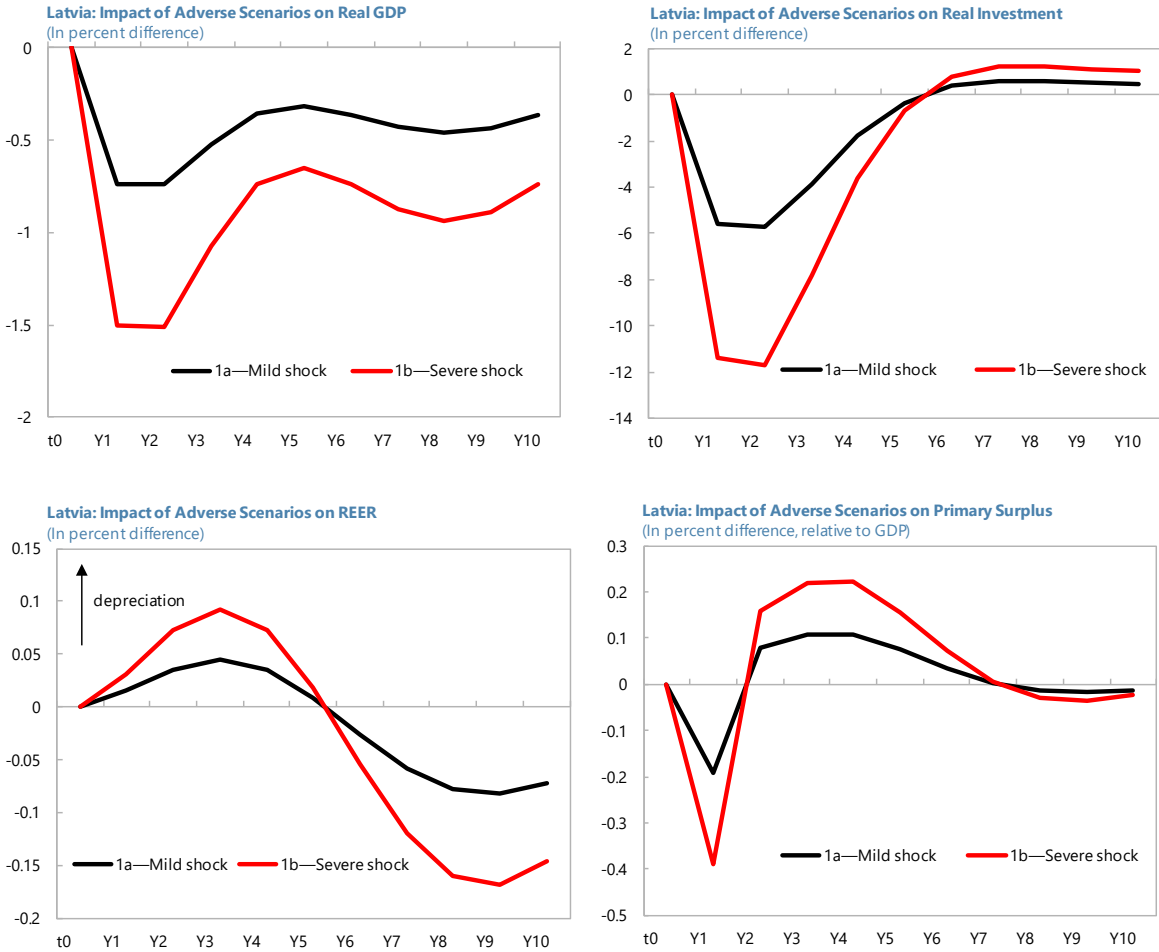 Latvia: Impact of Adverse Scenarios on Real GDP
(In percent difference)
0
-0.5
-1
-1.5
-2
1a—Mild shock 1b—Severe shock
t0 Y1 Y2 Y3 Y4 Y5 Y6 Y7 Y8 Y9 Y10
Latvia: Impact of Adverse Scenarios on Real Investment
(In percent difference)
2
0
-2
-4
-6
-8
-10
-12
-14
1a—Mild shock 1b—Severe shock
t0 Y1 Y2 Y3 Y4 Y5 Y6 Y7 Y8 Y9 Y10
Latvia: Impact of Adverse Scenarios on REER
(In percent difference)
0.15
0.1
0.05
0
-0.05
-0.1
-0.15
-0.2
depreciation
1a—Mild shock 1b—Severe shock
t0 Y1 Y2 Y3 Y4 Y5 Y6 Y7 Y8 Y9 Y10
Latvia: Impact of Adverse Scenarios on Primary Surplus
(In percent difference, relative to GDP)
0.3
0.2
0.1
0
-0.1
-0.2
-0.3
-0.4
-0.5
1a—Mild shock 1b—Severe shock
t0 Y1 Y2 Y3 Y4 Y5 Y6 Y7 Y8 Y9 Y10